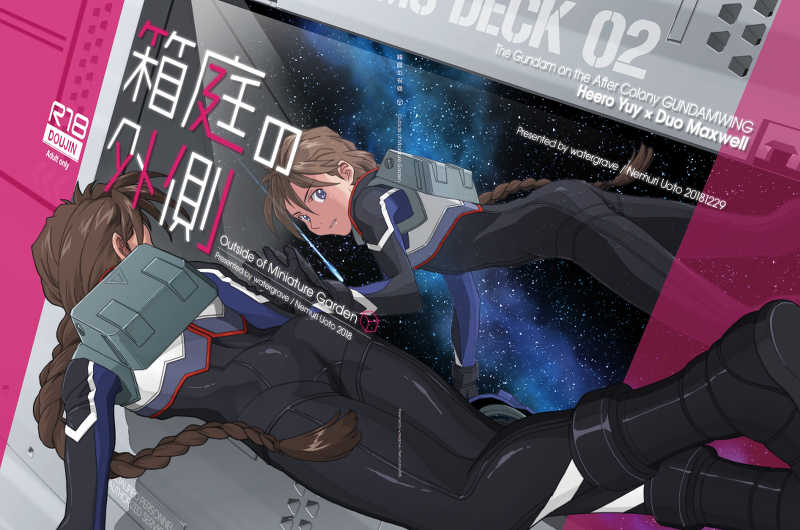 MS DECK 02
The Gundam on the After Colony GUNDAMWING
Heero Yuy × Duo Maxwell
Presented by watergrave / Nemuri Uoto 20181229
箱庭の
外側
R18
DOUJIN
Adult only
Outside of Miniature Garden
Presented by watergrave / Nemuri Uoto 2018
PERSONNEL